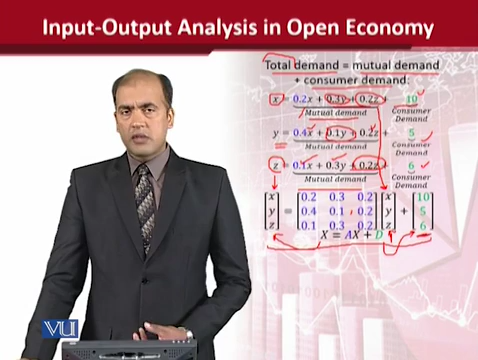 Input-Output Analysis in Open Economy
Total demand = mutual demand
+ consumer demand:
x = 0.2x + 0.3y + 0.2z + 10
Mutual demand Consumer Demand
y = 0.4x + 0.1y + 0.2z + 5
Mutual demand Consumer Demand
z = 0.1x + 0.3y + 0.2z + 6
Mutual demand Consumer Demand
[x] = [0.2 0.3 0.2] [x] + [10]
[y] = [0.4 0.1 0.2] [y] + [5]
[z] = [0.1 0.3 0.2] [z] + [6]
X = AX + D
VU